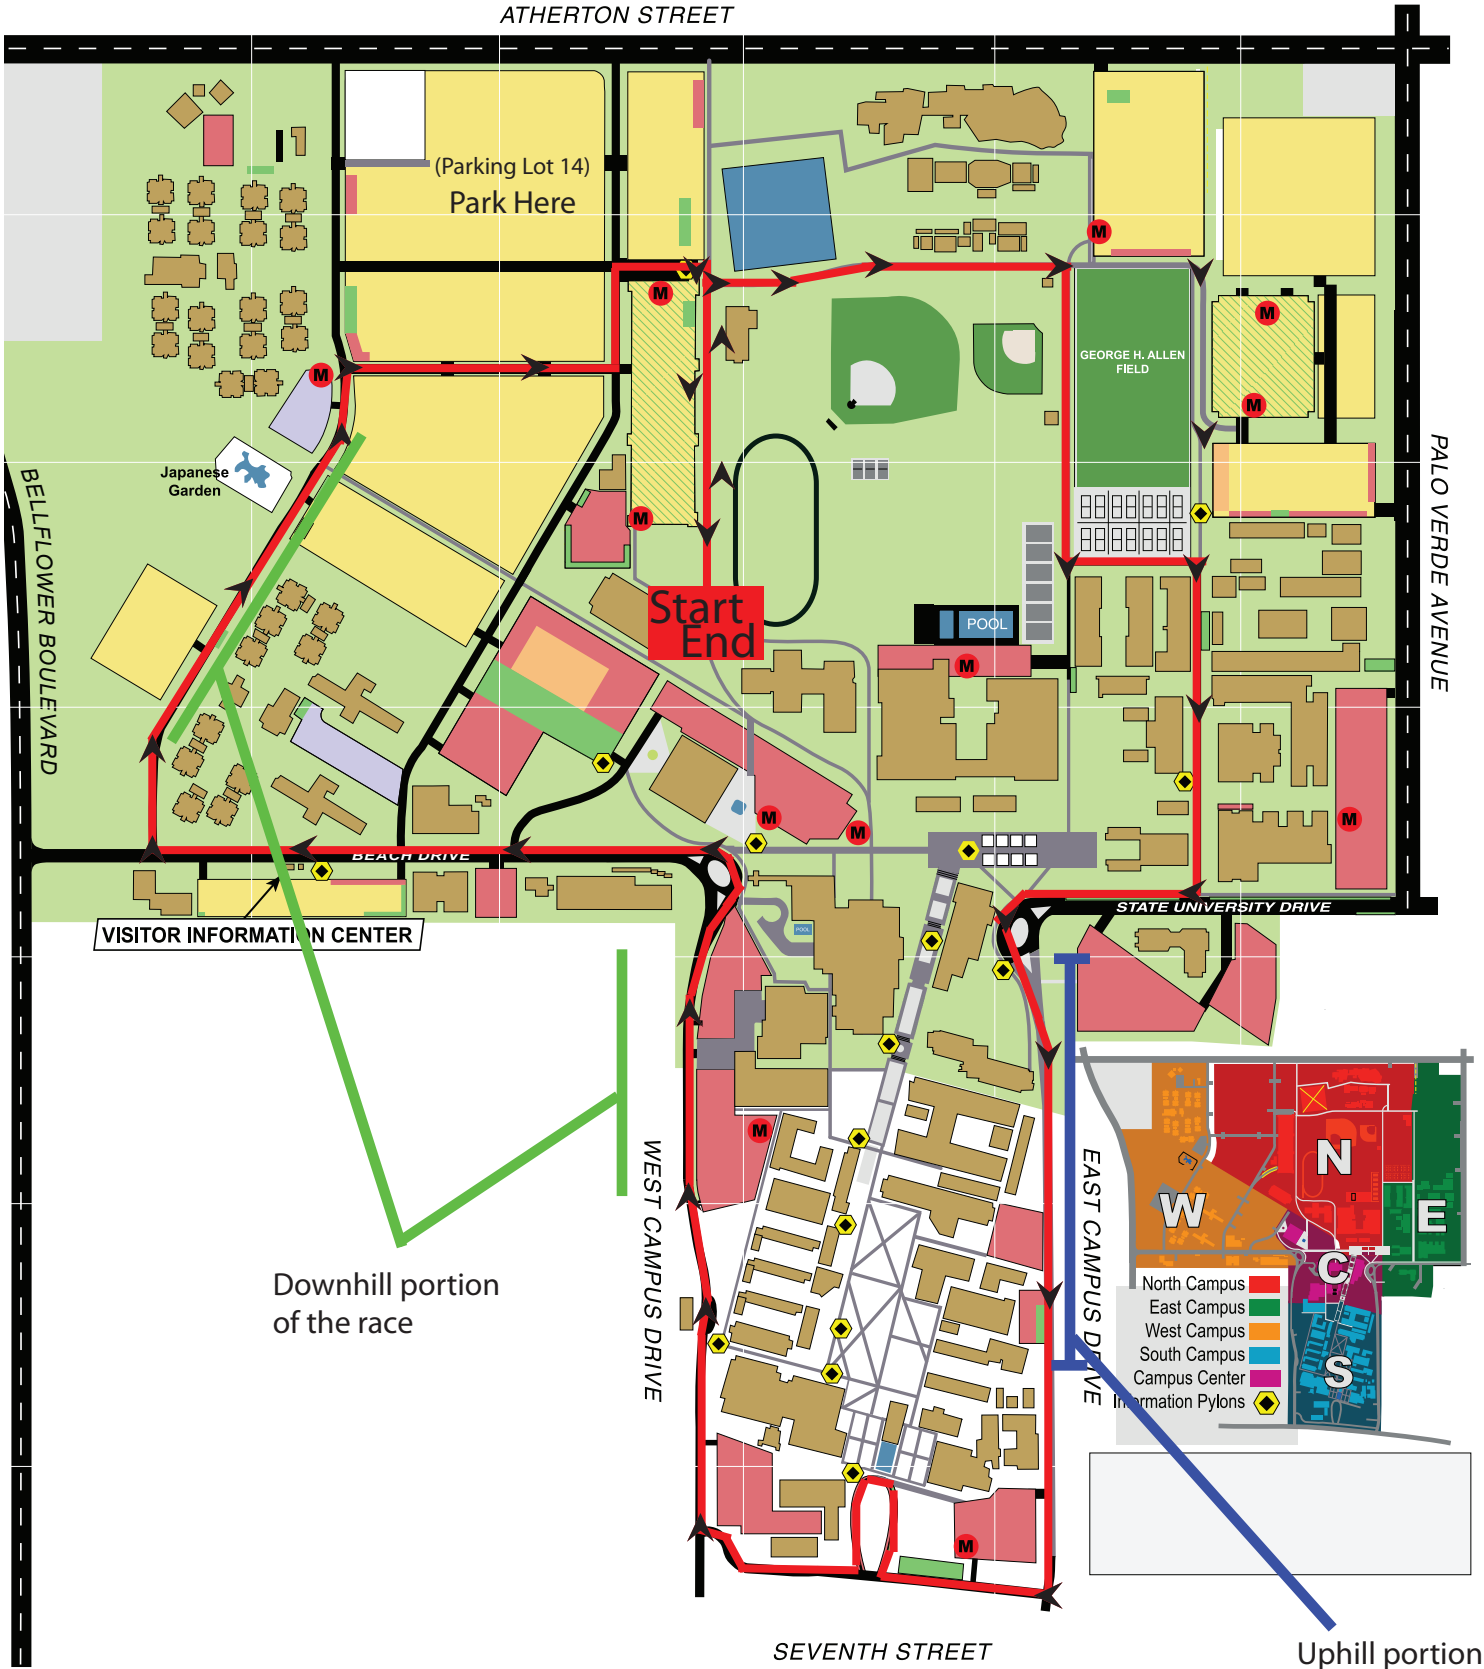 ATHERTON STREET
(Parking Lot 14)
Park Here
M
M
M
M
GEORGE H. ALLEN
FIELD
M
M
PALO VERDE AVENUE
Japanese
Garden
BELLFLOWER BOULEVARD
M
Start
End
POOL
M
M
M
M
BEACH DRIVE
STATE UNIVERSITY DRIVE
VISITOR INFORMATION CENTER
POOL
M
WEST CAMPUS DRIVE
EAST CAMPUS DRIVE
N
W
E
C
S
North Campus
East Campus
West Campus
South Campus
Campus Center
Information Pylons
Downhill portion
of the race
M
SEVENTH STREET
Uphill portion